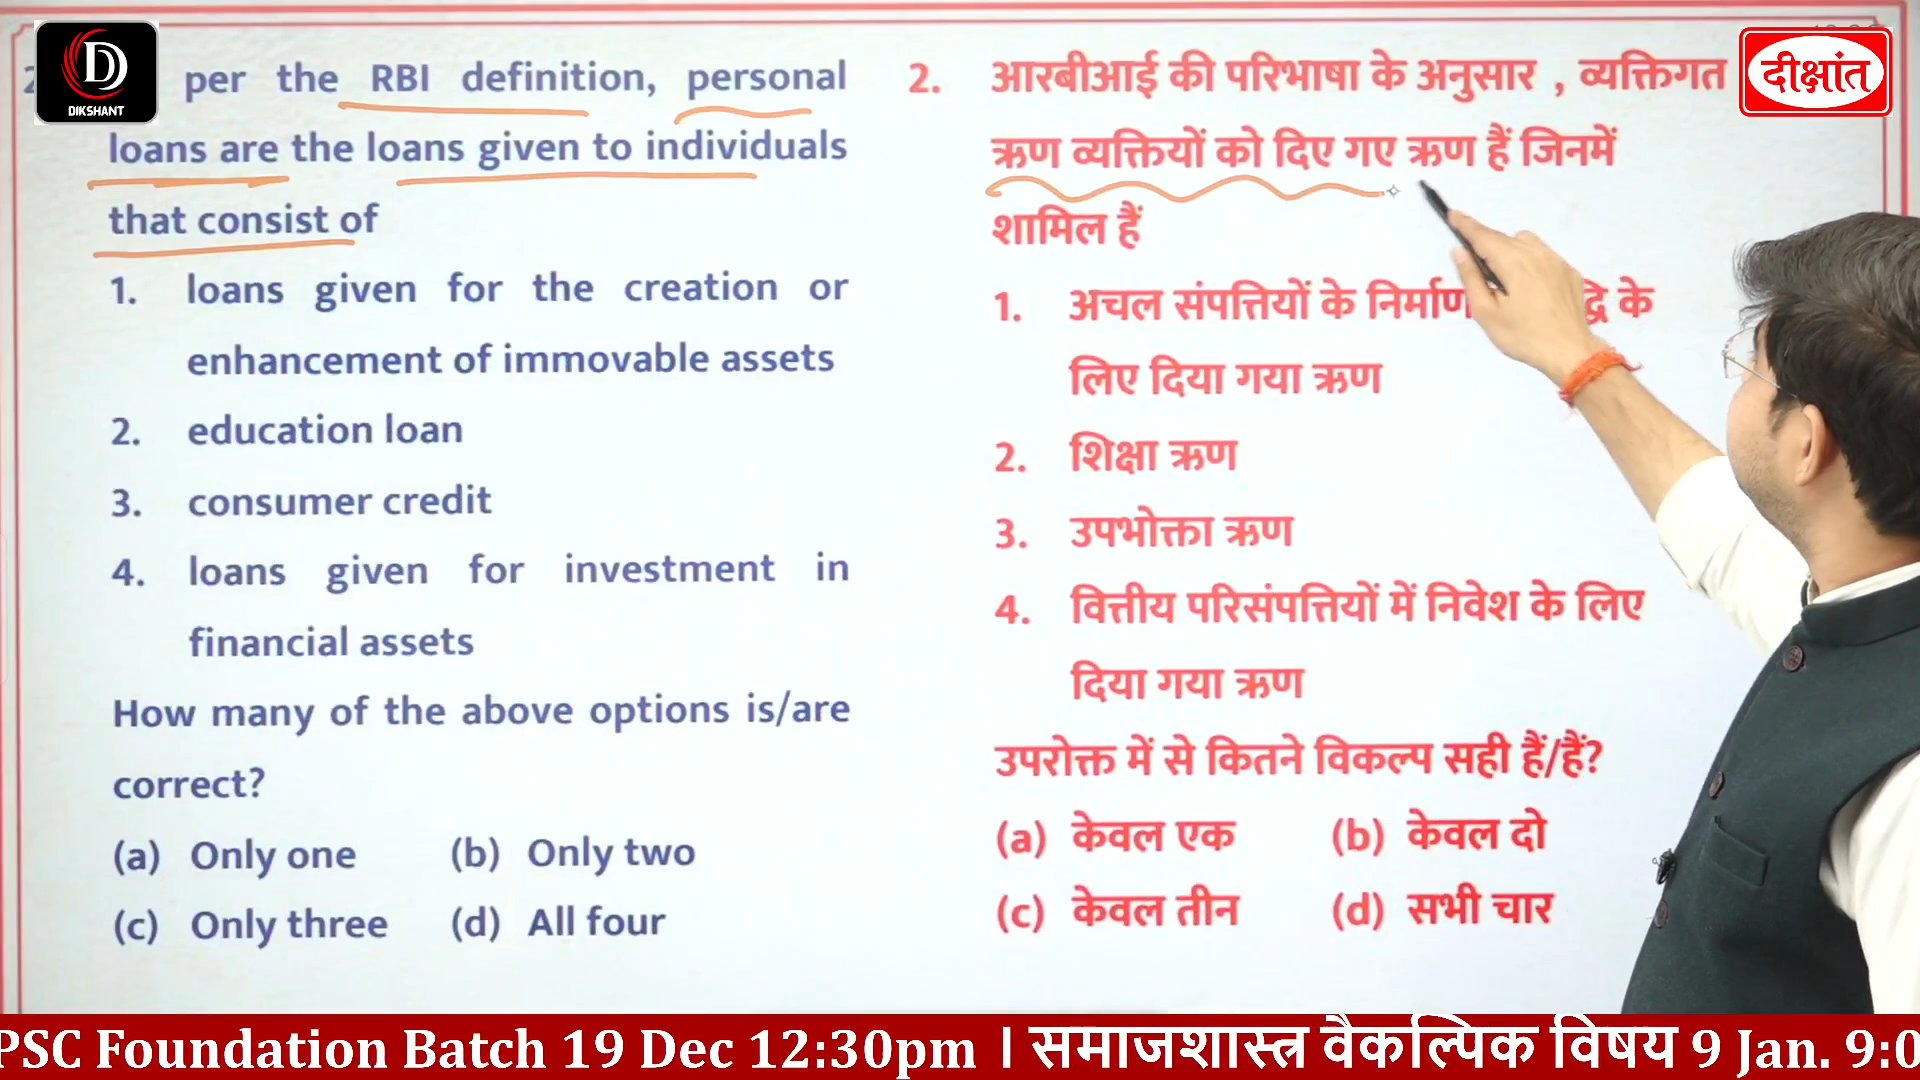 DIKSHANT
दीक्षांत
per the RBI definition, personal
loans are the loans given to individuals
that consist of
1. loans given for the creation or
enhancement of immovable assets
2. education loan
3. consumer credit
4. loans given for investment in
financial assets
How many of the above options is/are
correct?
(a) Only one (b) Only two
(c) Only three (d) All four
2. आरबीआई की परिभाषा के अनुसार , व्यक्तिगत
ऋण व्यक्तियों को दिए गए ऋण हैं जिनमें
शामिल हैं
1. अचल संपत्तियों के निर्माण के
लिए दिया गया ऋण
2. शिक्षा ऋण
3. उपभोक्ता ऋण
4. वित्तीय परिसंपत्तियों में निवेश के लिए
दिया गया ऋण
उपरोक्त में से कितने विकल्प सही हैं/हैं?
(a) केवल एक (b) केवल दो
(c) केवल तीन (d) सभी चार
PSC Foundation Batch 19 Dec 12:30pm । समाजशास्त्र वैकल्पिक विषय 9 Jan. 9:0